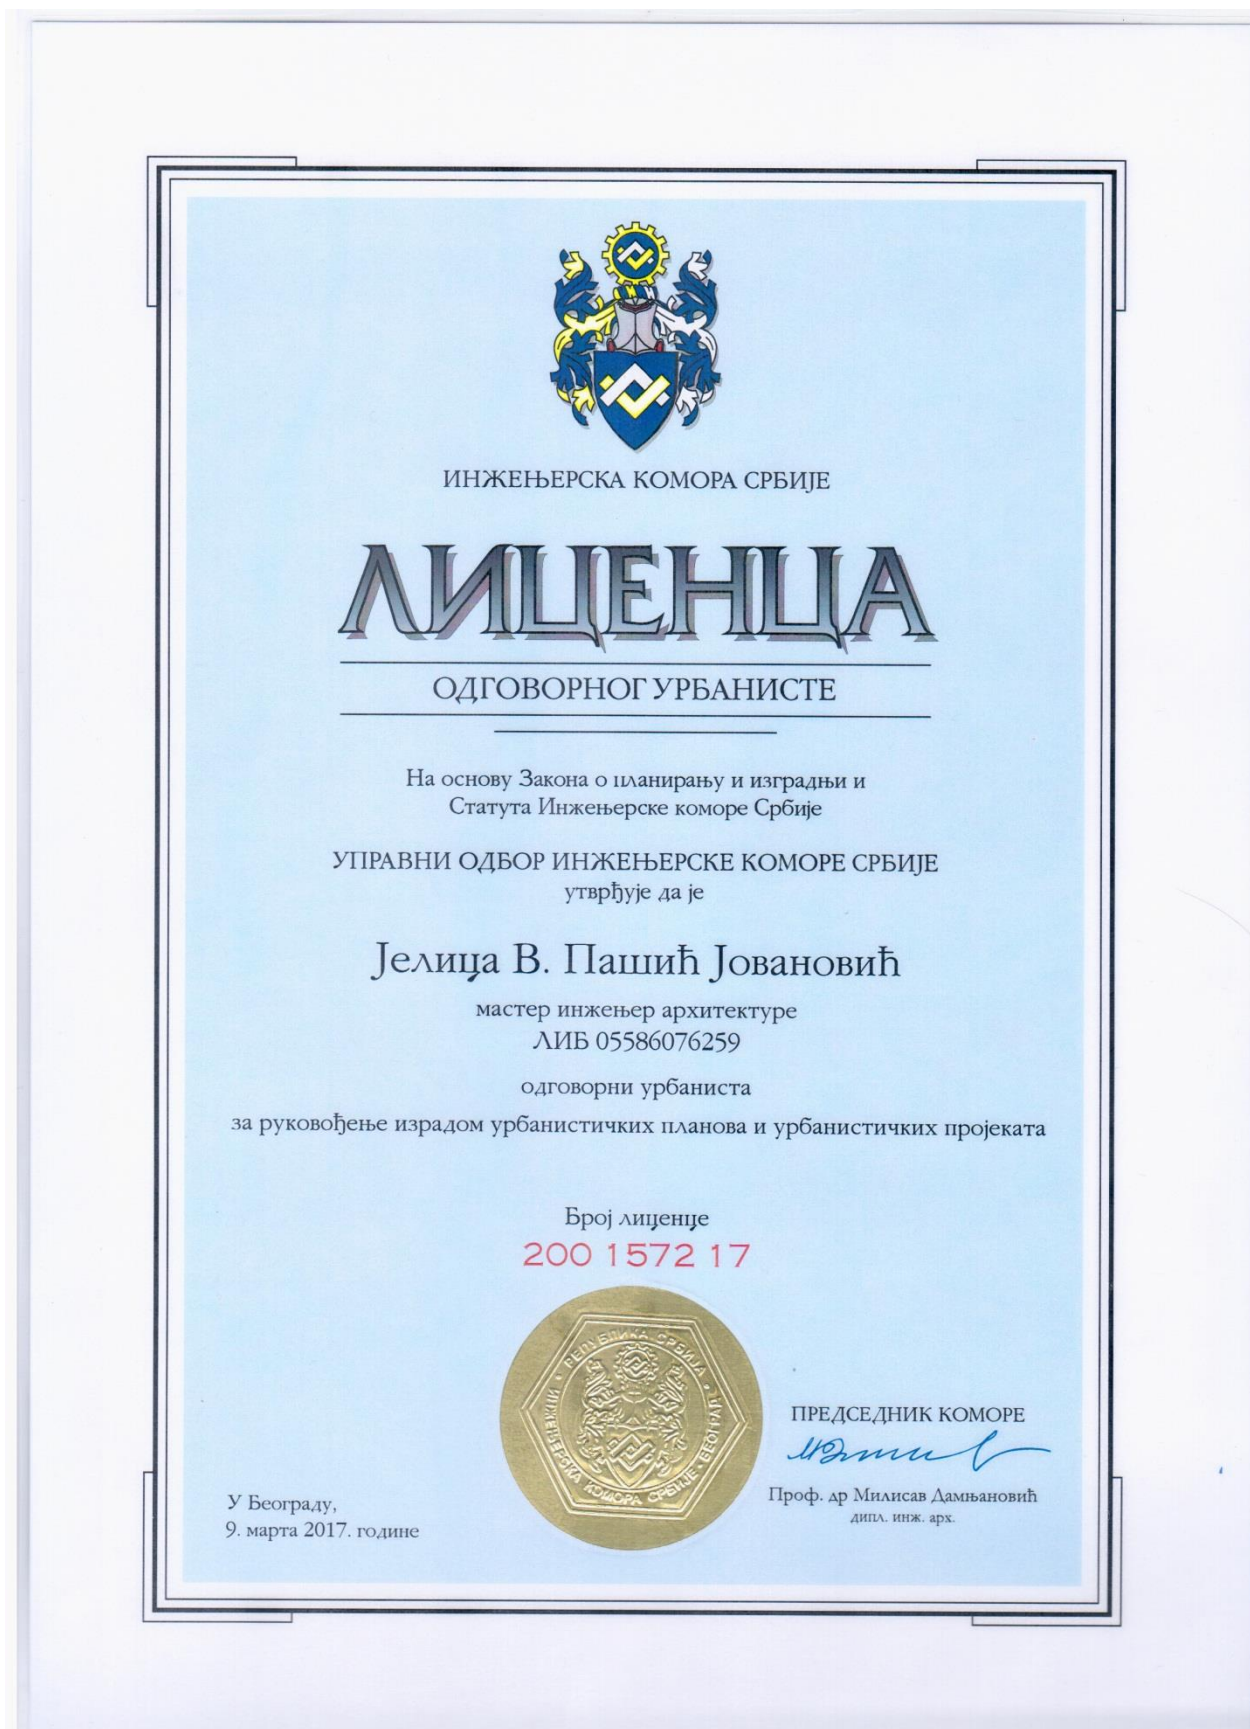 ИНЖЕЊЕРСКА КОМОРА СРБИЈЕ
ЛИЦЕНЦА
ОДГОВОРНОГ УРБАНИСТЕ
На основу Закона о планирању и изградњи и
Статута Инжењерске коморе Србије
УПРАВНИ ОДБОР ИНЖЕЊЕРСКЕ КОМОРЕ СРБИЈЕ
утврђује да је
Јелица В. Пашић Јовановић
мастер инжењер архитектуре
ЛИБ 05586076259
одговорни урбаниста
за руковођење израдом урбанистичких планова и урбанистичких пројеката
Број лиценце
200 1572 17
РЕПУБЛИКА СРБИЈА • БЕОГРАД • ИНЖЕЊЕРСКА КОМОРА СРБИЈЕ
ПРЕДСЕДНИК КОМОРЕ
Проф. др Милисав Дамњановић
дипл. инж. арх.
У Београду,
9. марта 2017. године